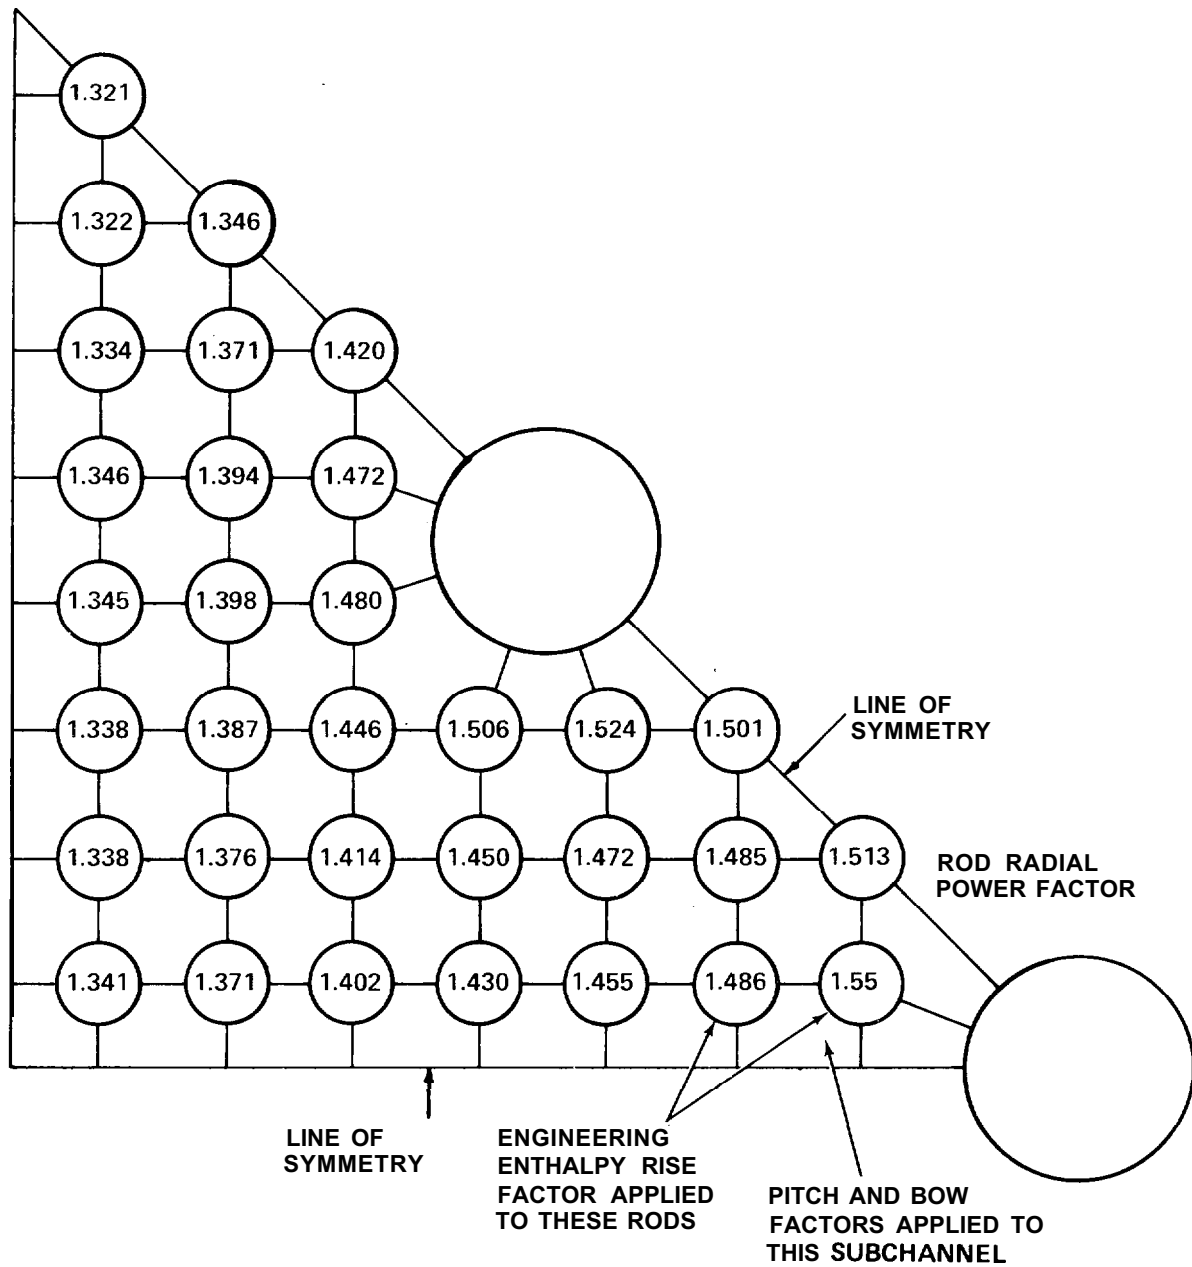 1.321
1.322 1.346
1.334 1.371 1.420
1.346 1.394 1.472
1.345 1.398 1.480
1.338 1.387 1.446 1.506 1.524 1.501
LINE OF
SYMMETRY
1.338 1.376 1.414 1.450 1.472 1.485 1.513
ROD RADIAL
POWER FACTOR
1.341 1.371 1.402 1.430 1.455 1.486 1.55
LINE OF
SYMMETRY
ENGINEERING
ENTHALPY RISE
FACTOR APPLIED
TO THESE RODS
PITCH AND BOW
FACTORS APPLIED TO
THIS SUBCHANNEL